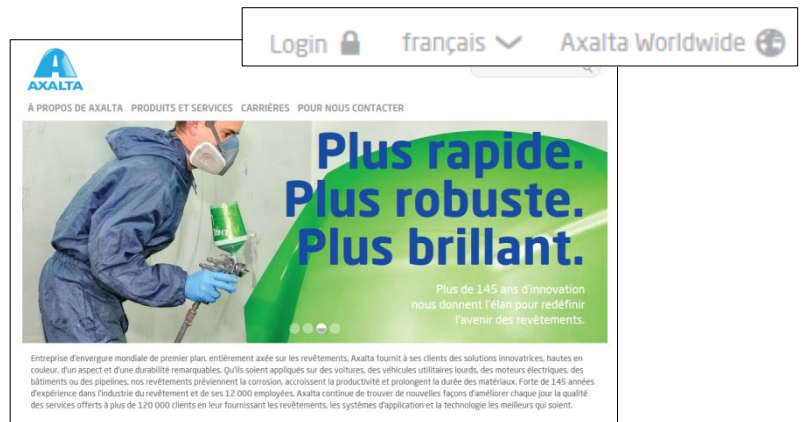 Login français Axalta Worldwide
AXALTA
À PROPOS DE AXALTA PRODUITS ET SERVICES CARRIÈRES POUR NOUS CONTACTER
Plus rapide.
Plus robuste.
Plus brillant.
Plus de 145 ans d'innovation
nous donnent l'élan pour redéfinir
l'avenir des revêtements.
Entreprise d'envergure mondiale de premier plan, entièrement axée sur les revêtements, Axalta fournit à ses clients des solutions innovatrices, hautes en
couleur, d'un aspect et d'une durabilité remarquables. Qu'ils soient appliqués sur des voitures, des véhicules utilitaires lourds, des moteurs électriques, des
bâtiments ou des pipelines, nos revêtements préviennent la corrosion, accroissent la productivité et prolongent la durée des matériaux. Forte de 145 années
d'expérience dans l'industrie du revêtement et de ses 12 000 employées, Axalta continue de trouver de nouvelles façons d'améliorer chaque jour la qualité
des services offerts à plus de 120 000 clients en leur fournissant les revêtements, les systèmes d'application et la technologie les meilleurs qui soient.